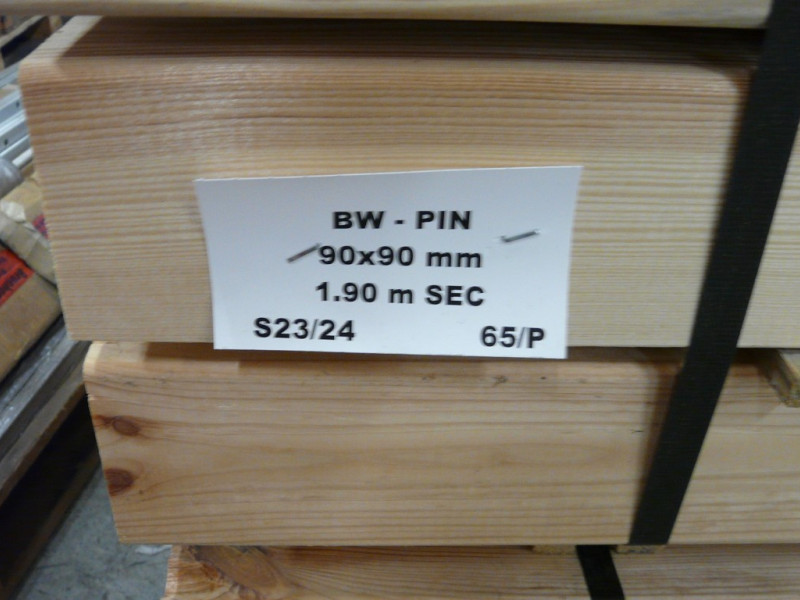 BW - PIN
90x90 mm
1.90 m SEC
S23/24 65/P